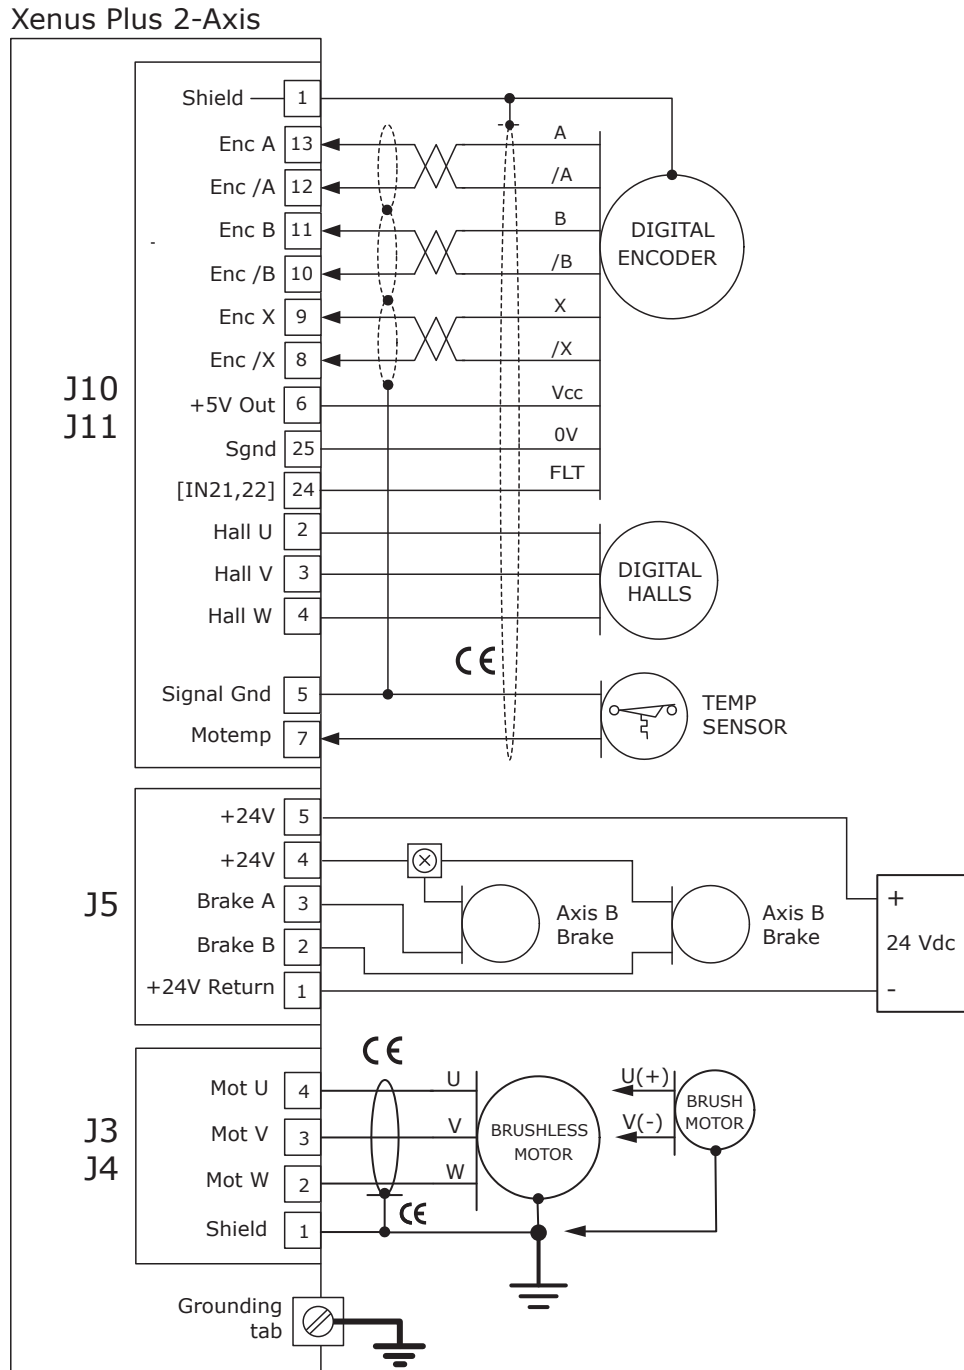 Xenus Plus 2-Axis
J10
J11
Shield 1
Enc A 13 A
Enc /A 12 /A
Enc B 11 B
Enc /B 10 /B
Enc X 9 X
Enc /X 8 /X
+5V Out 6 Vcc
Sgnd 25 0V
[IN21,22] 24 FLT
DIGITAL
ENCODER
Hall U 2
Hall V 3
Hall W 4
DIGITAL
HALLS
CE
Signal Gnd 5
Motemp 7
TEMP
SENSOR
J5
+24V 5
+24V 4
Brake A 3
Brake B 2
+24V Return 1
Axis B
Brake
Axis B
Brake
+
24 Vdc
-
J3
J4
CE
Mot U 4 U
Mot V 3 V
Mot W 2 W
Shield 1
CE
BRUSHLESS
MOTOR
U(+)
V(-)
BRUSH
MOTOR
Grounding
tab